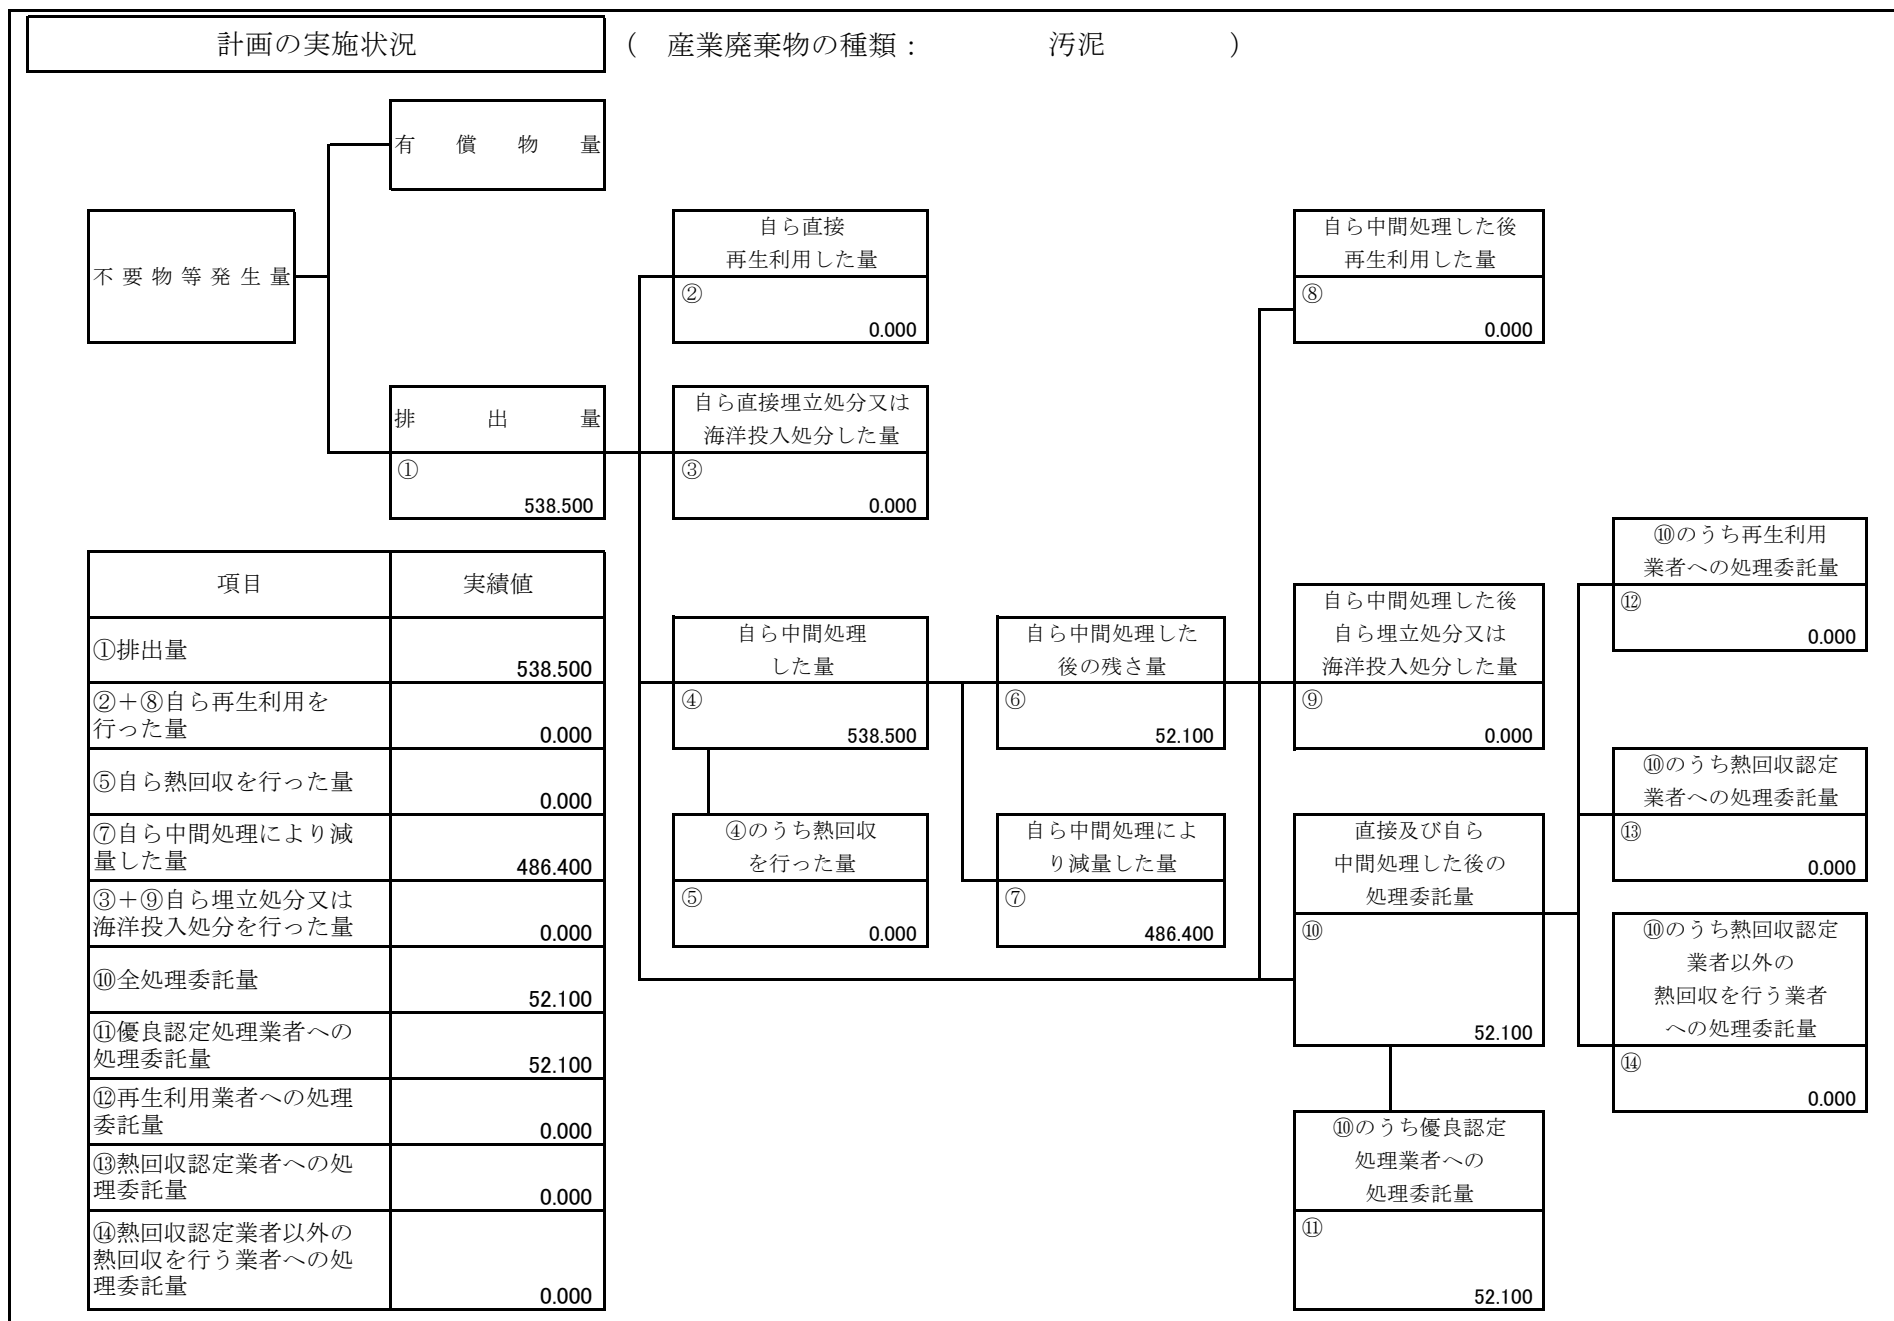 計画の実施状況
( 産業廃棄物の種類： 汚泥 )
有償物量
不要物等発生量
排出量
①
538.500
自ら直接
再生利用した量
②
0.000
自ら直接埋立処分又は
海洋投入処分した量
③
0.000
自ら中間処理した後
再生利用した量
⑧
0.000
自ら中間処理
した量
④
538.500
④のうち熱回収
を行った量
⑤
0.000
自ら中間処理した
後の残さ量
⑥
52.100
自ら中間処理によ
り減量した量
⑦
486.400
自ら中間処理した後
自ら埋立処分又は
海洋投入処分した量
⑨
0.000
直接及び自ら
中間処理した後の
処理委託量
⑩
52.100
⑩のうち優良認定
処理業者への
処理委託量
⑪
52.100
⑩のうち再生利用
業者への処理委託量
⑫
0.000
⑩のうち熱回収認定
業者への処理委託量
⑬
0.000
⑩のうち熱回収認定
業者以外の
熱回収を行う業者
への処理委託量
⑭
0.000
項目 実績値
①排出量
538.500
②＋⑧自ら再生利用を
行った量
0.000
⑤自ら熱回収を行った量
0.000
⑦自ら中間処理により減
量した量
486.400
③＋⑨自ら埋立処分又は
海洋投入処分を行った量
0.000
⑩全処理委託量
52.100
⑪優良認定処理業者への
処理委託量
52.100
⑫再生利用業者への処理
委託量
0.000
⑬熱回収認定業者への処
理委託量
0.000
⑭熱回収認定業者以外の
熱回収を行う業者への処
理委託量
0.000